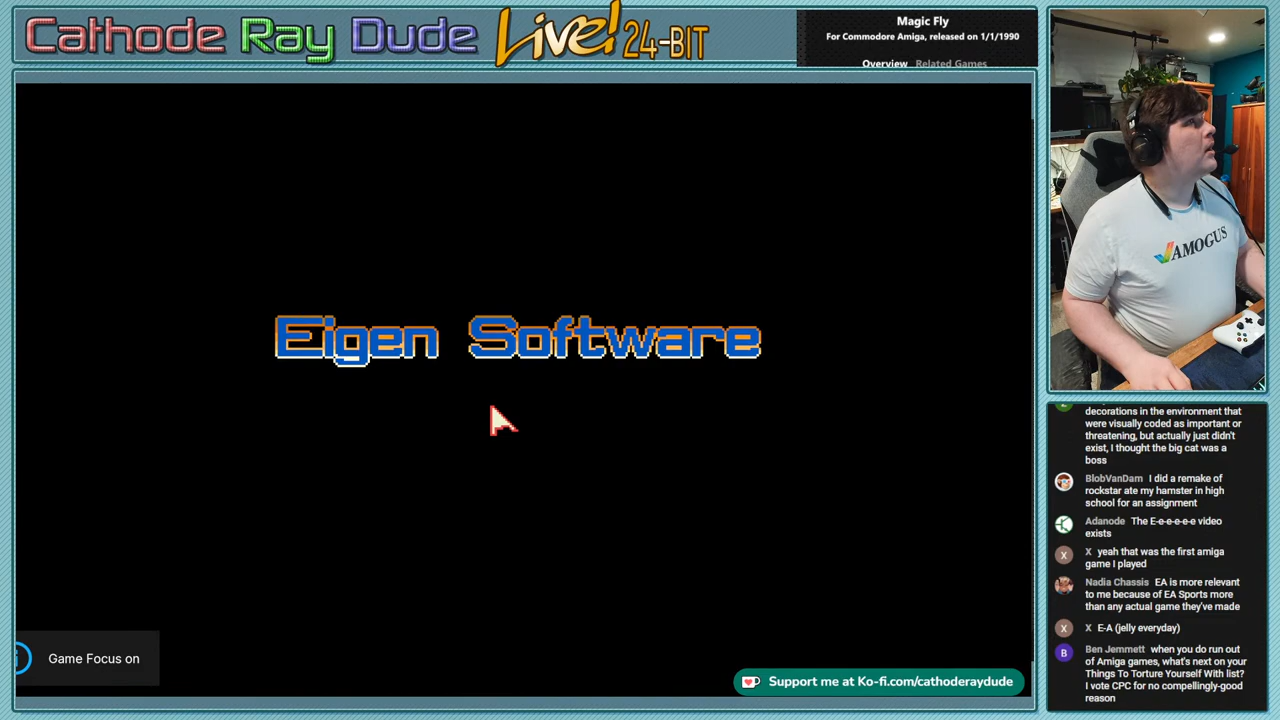 Cathode Ray Dude Live! 24-BIT
Magic Fly
For Commodore Amiga, released on 1/1/1990
Overview Related Games
AMOGUS
Eigen Software
Game Focus on
Support me at Ko-fi.com/cathoderaydude
decorations in the environment that
were visually coded as important or
threatening, but actually just didn't
exist, I thought the big cat was a
boss
BlobVanDam I did a remake of
rockstar ate my hamster in high
school for an assignment
Adanode The E-e-e-e-e-e video
exists
X X yeah that was the first amiga
game I played
Nadia Chassis EA is more relevant
to me because of EA Sports more
than any actual game they've made
X X E-A (jelly everyday)
B Ben Jemmett when you do run out
of Amiga games, what's next on your
Things To Torture Yourself With list?
I vote CPC for no compellingly-good
reason